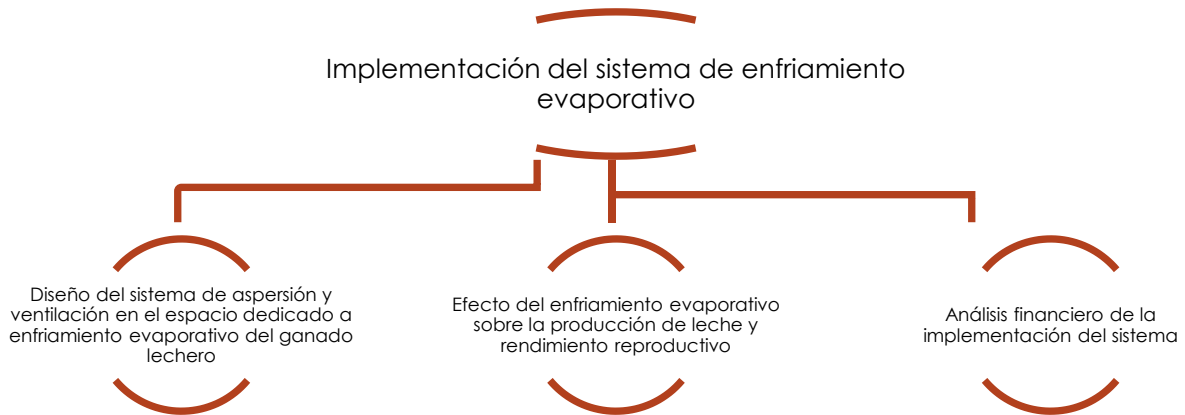 Implementación del sistema de enfriamiento
evaporativo
Diseño del sistema de aspersión y
ventilación en el espacio dedicado a
enfriamiento evaporativo del ganado
lechero
Efecto del enfriamiento evaporativo
sobre la producción de leche y
rendimiento reproductivo
Análisis financiero de la
implementación del sistema